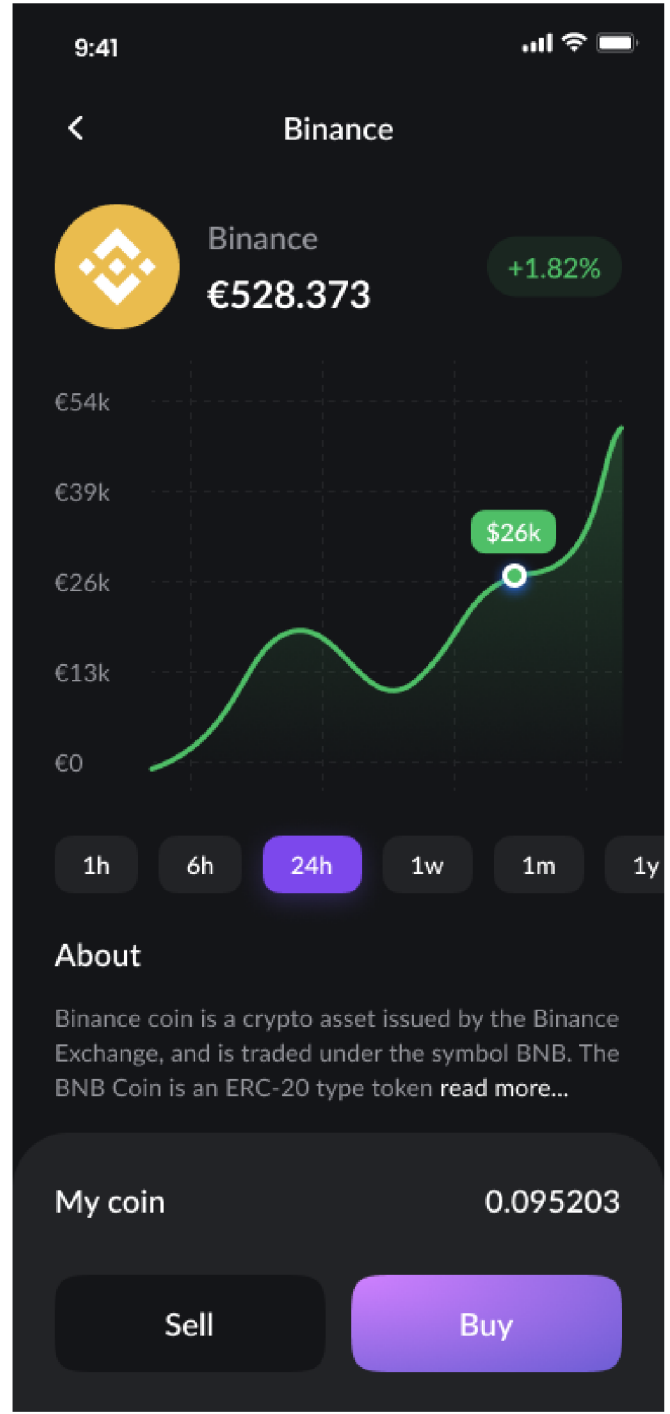 9:41
Binance
Binance
€528.373
+1.82%
€54k
€39k
$26k
€26k
€13k
€0
1h 6h 24h 1w 1m 1y
About
Binance coin is a crypto asset issued by the Binance
Exchange, and is traded under the symbol BNB. The
BNB Coin is an ERC-20 type token read more...
My coin 0.095203
Sell Buy